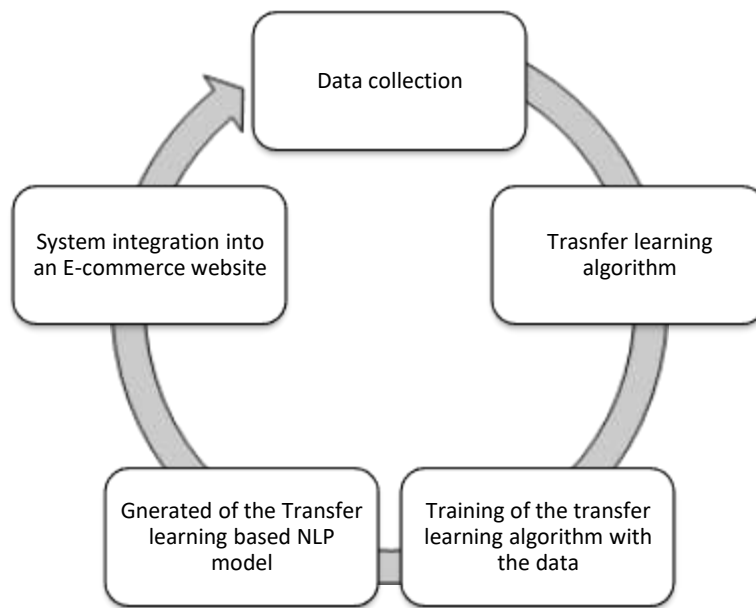 Data collection
Trasnfer learning
algorithm
Training of the transfer
learning algorithm with
the data
Gnerated of the Transfer
learning based NLP
model
System integration into
an E-commerce website